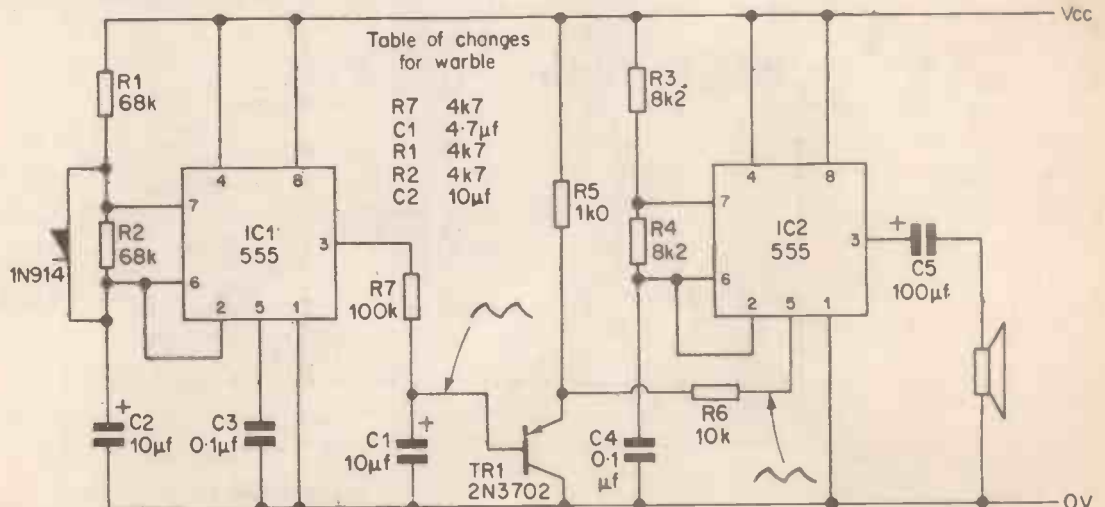 Vcc
Table of changes
for warble
R7 4k7
C1 4·7µf
R1 4k7
R2 4k7
C2 10µf
R1
68k
R2
68k
1N914
4 8
7
IC1
555
3
6
2 5 1
R7
100k
C2
10µf
+
C3
0·1µf
C1
10µf
+
TR1
2N3702
R5
1k0
R3
8k2
R4
8k2
4 8
7
IC2
555
3
6
2 5 1
+
C5
100µf
R6
10k
C4
0·1
µf
0V